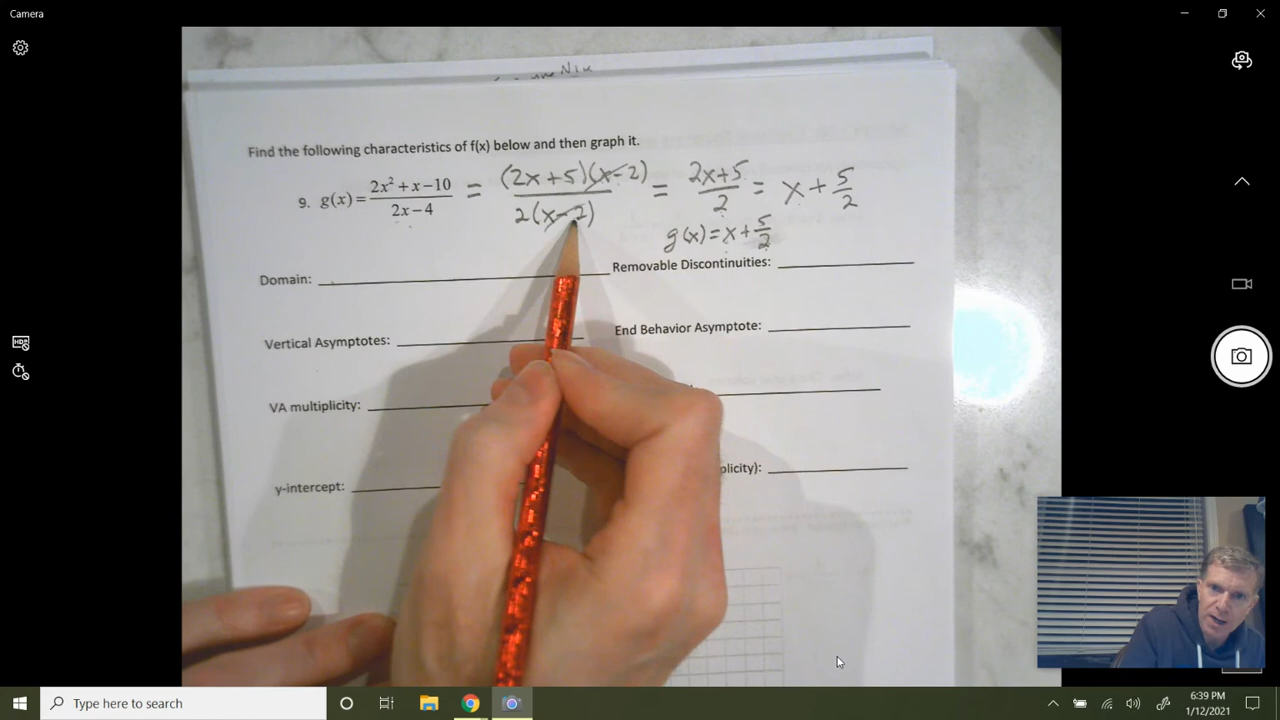 Camera
Find the following characteristics of f(x) below and then graph it.
9. g(x) = (2x² + x − 10)/(2x − 4) = (2x + 5)(x − 2)/2(x − 2) = (2x + 5)/2 = x + 5/2
g(x) = x + 5/2
Domain:
Removable Discontinuities:
Vertical Asymptotes:
End Behavior Asymptote:
VA multiplicity:
y-intercept:
plicity):
Type here to search
6:39 PM
1/12/2021